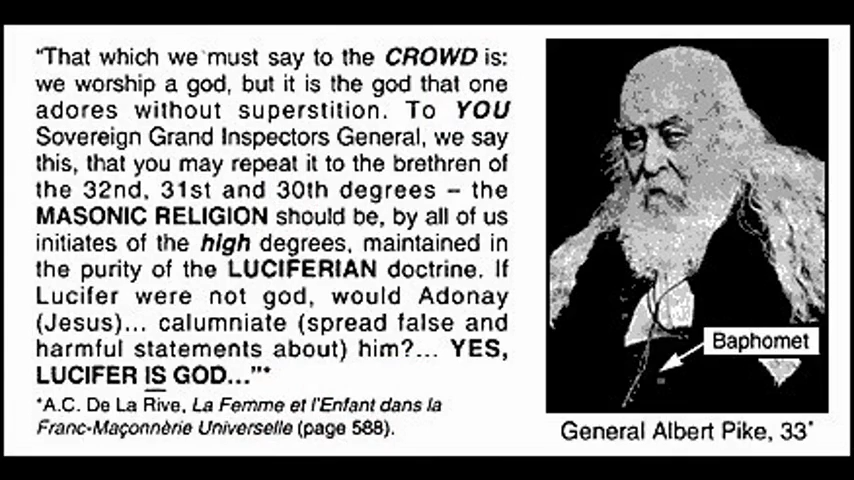 "That which we must say to the CROWD is:
we worship a god, but it is the god that one
adores without superstition. To YOU
Sovereign Grand Inspectors General, we say
this, that you may repeat it to the brethren of
the 32nd, 31st and 30th degrees – the
MASONIC RELIGION should be, by all of us
initiates of the high degrees, maintained in
the purity of the LUCIFERIAN doctrine. If
Lucifer were not god, would Adonay
(Jesus)... calumniate (spread false and
harmful statements about) him?... YES,
LUCIFER IS GOD..."*
*A.C. De La Rive, La Femme et l'Enfant dans la
Franc-Maçonnèrie Universelle (page 588).
Baphomet
General Albert Pike, 33°